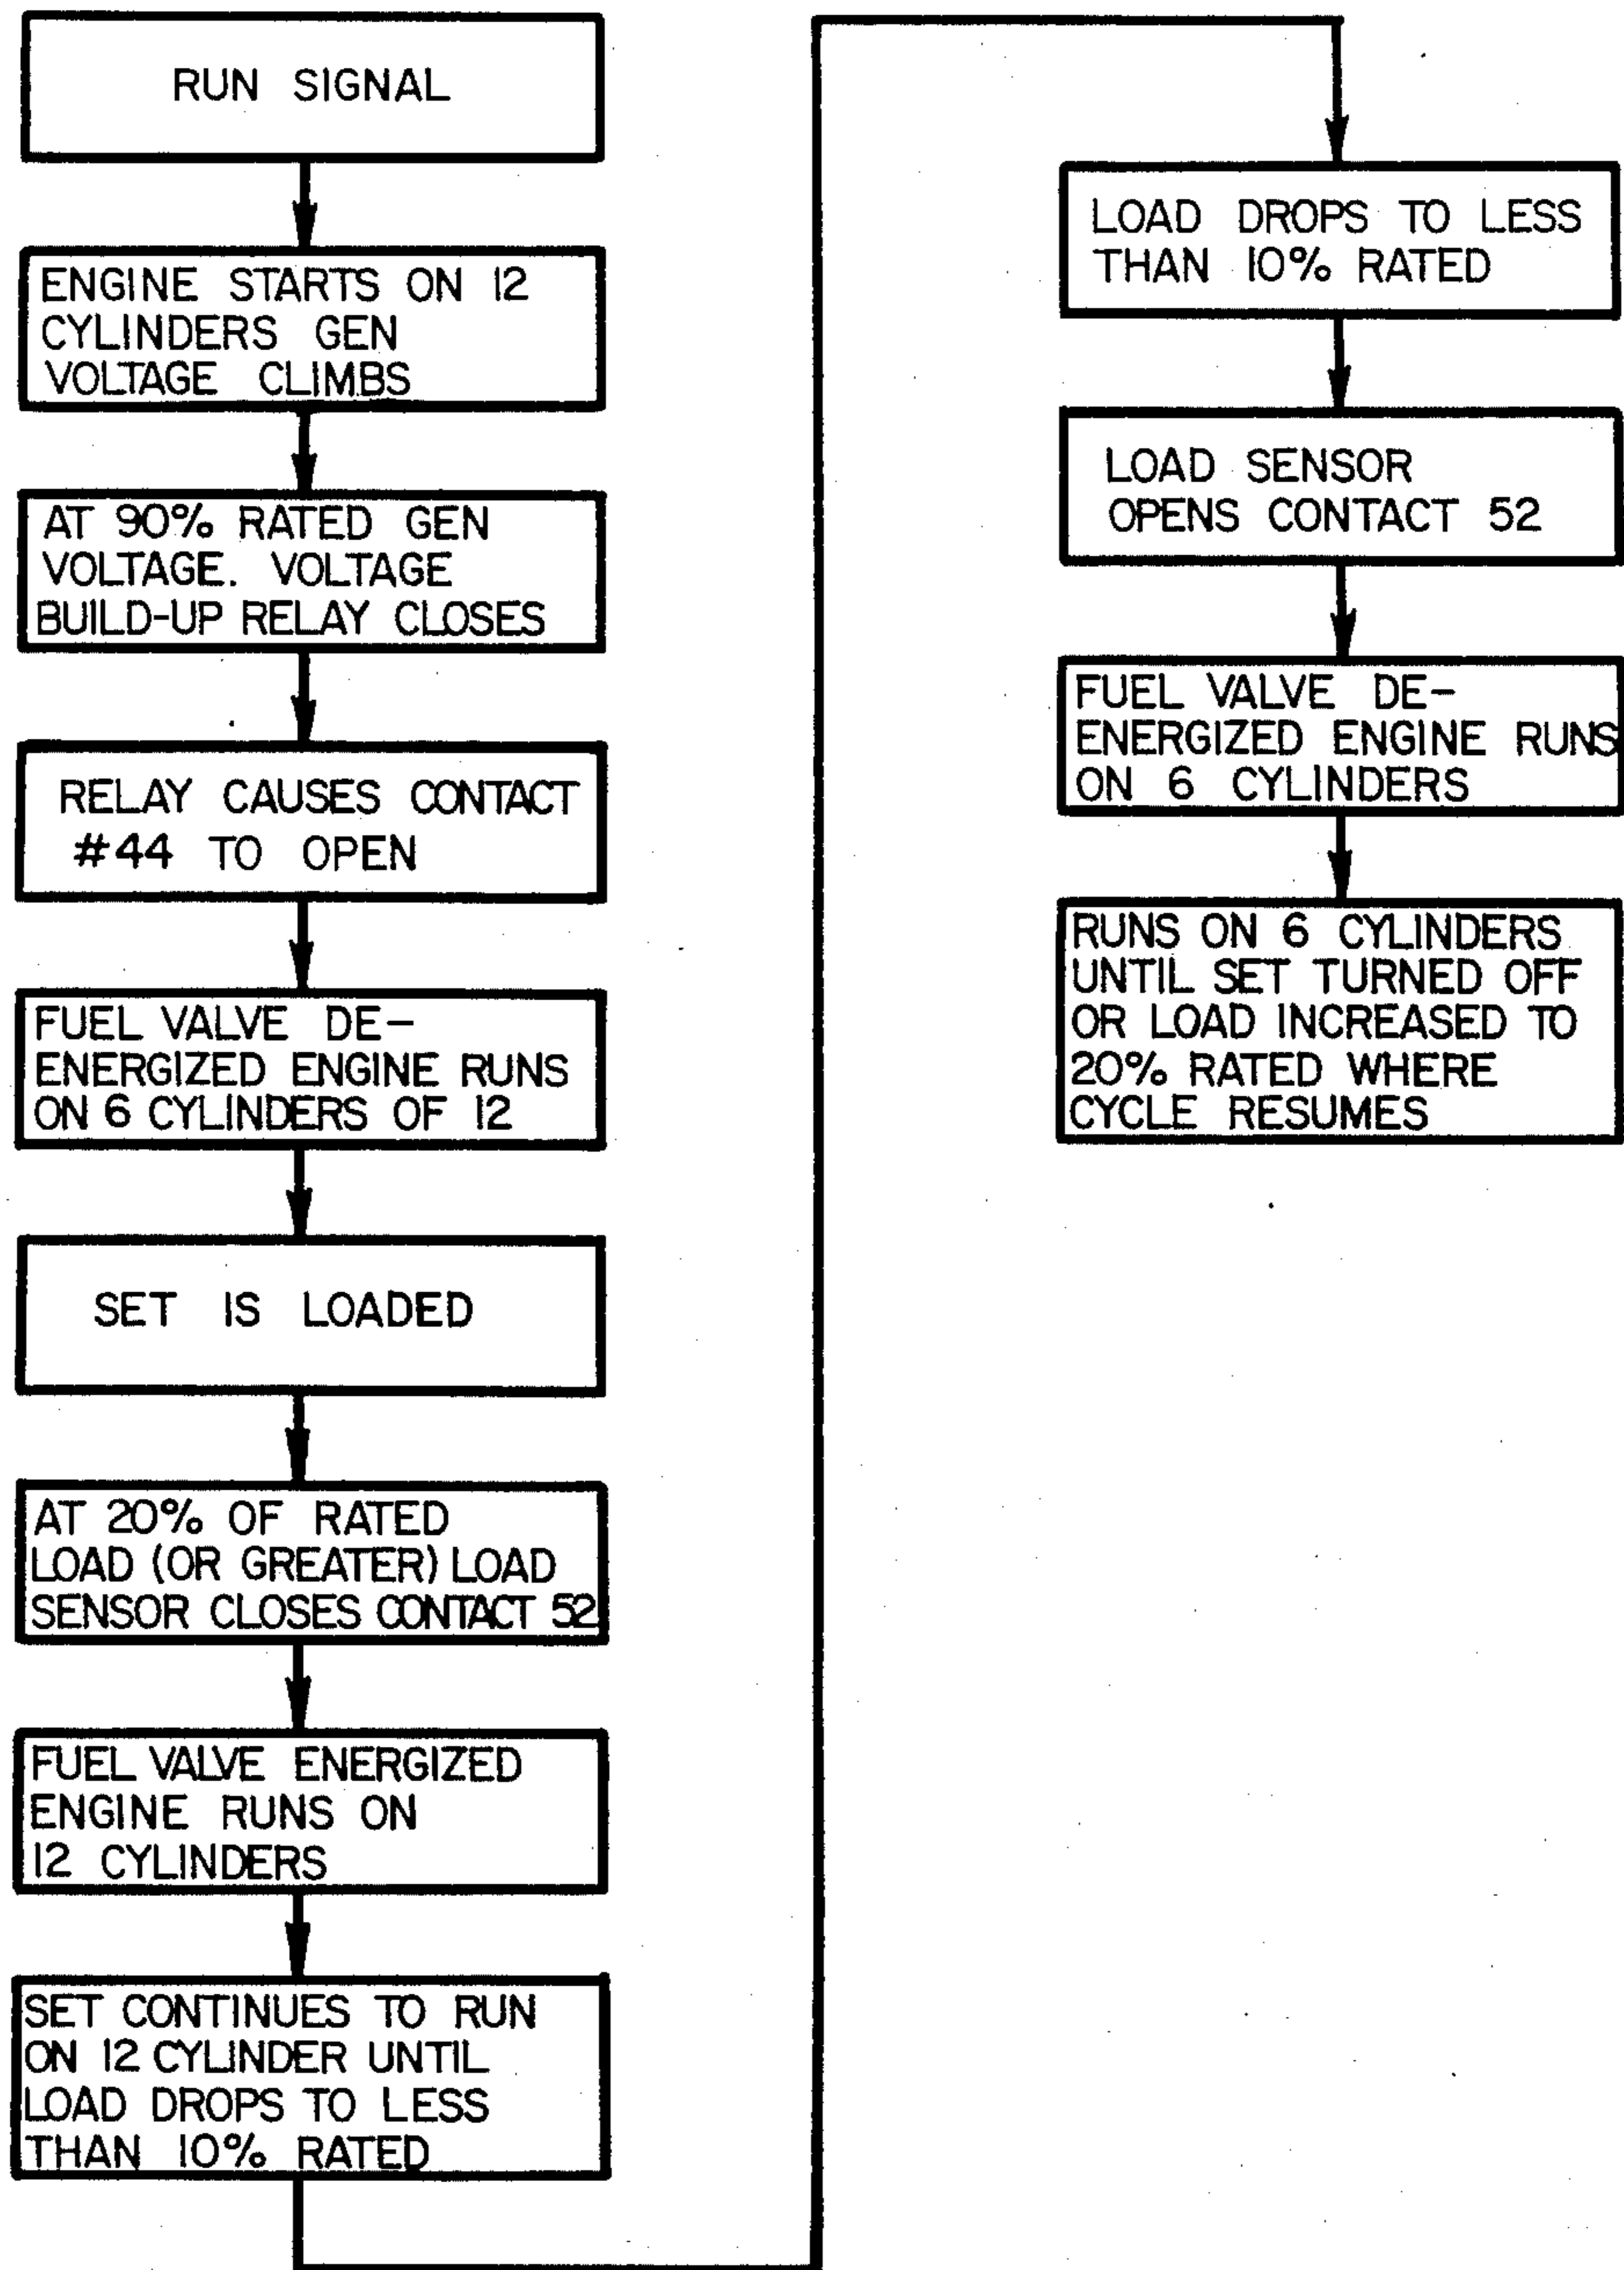 RUN SIGNAL
ENGINE STARTS ON 12
CYLINDERS GEN
VOLTAGE CLIMBS
AT 90% RATED GEN
VOLTAGE. VOLTAGE
BUILD-UP RELAY CLOSES
RELAY CAUSES CONTACT
#44 TO OPEN
FUEL VALVE DE-
ENERGIZED ENGINE RUNS
ON 6 CYLINDERS OF 12
SET IS LOADED
AT 20% OF RATED
LOAD (OR GREATER) LOAD
SENSOR CLOSES CONTACT 52
FUEL VALVE ENERGIZED
ENGINE RUNS ON
12 CYLINDERS
SET CONTINUES TO RUN
ON 12 CYLINDER UNTIL
LOAD DROPS TO LESS
THAN 10% RATED
LOAD DROPS TO LESS
THAN 10% RATED
LOAD SENSOR
OPENS CONTACT 52
FUEL VALVE DE-
ENERGIZED ENGINE RUNS
ON 6 CYLINDERS
RUNS ON 6 CYLINDERS
UNTIL SET TURNED OFF
OR LOAD INCREASED TO
20% RATED WHERE
CYCLE RESUMES